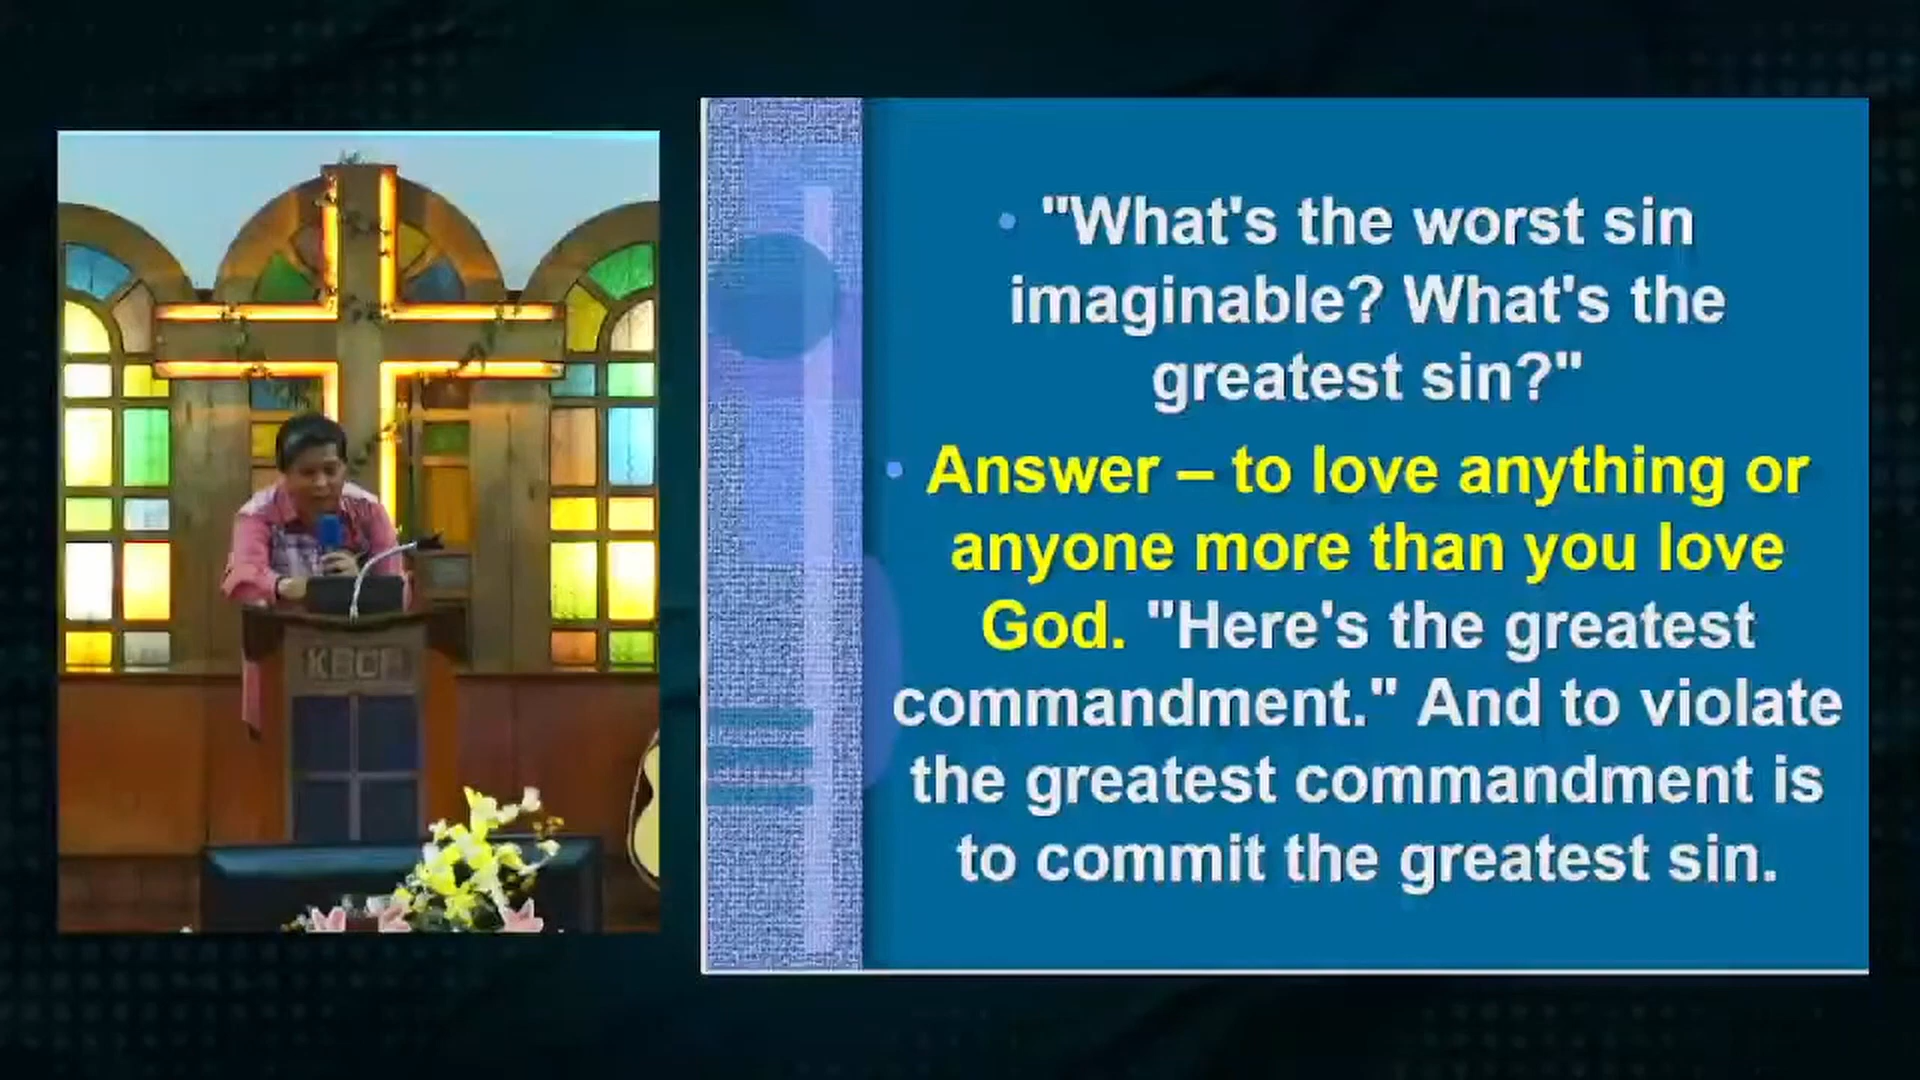 • "What's the worst sin
imaginable? What's the
greatest sin?"
• Answer – to love anything or
anyone more than you love
God. "Here's the greatest
commandment." And to violate
the greatest commandment is
to commit the greatest sin.